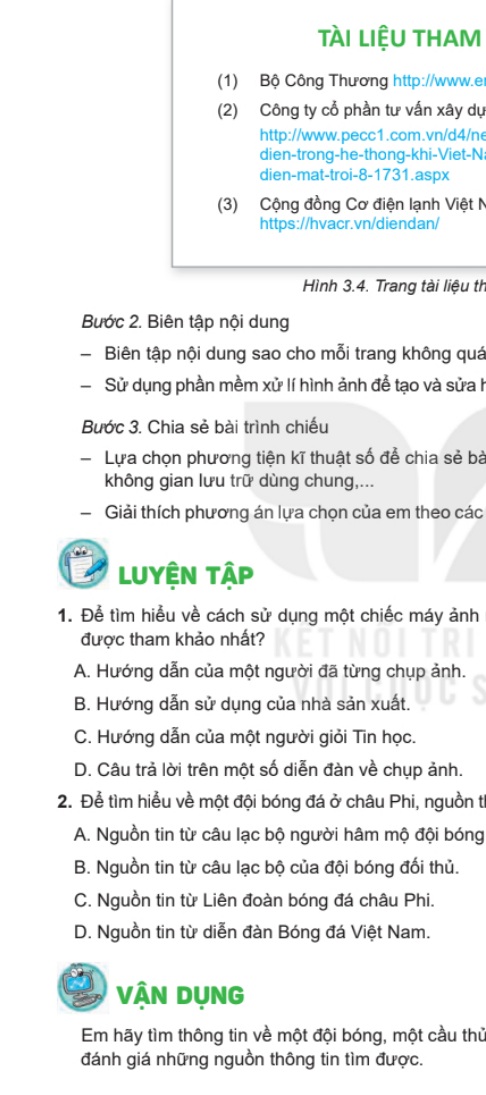 TÀI LIỆU THAM
(1) Bộ Công Thương http://www.e
(2) Công ty cổ phần tư vấn xây dự
http://www.pecc1.com.vn/d4/ne
dien-trong-he-thong-khi-Viet-Na
dien-mat-troi-8-1731.aspx
(3) Cộng đồng Cơ điện lạnh Việt N
https://hvacr.vn/diendan/
Hình 3.4. Trang tài liệu th
Bước 2. Biên tập nội dung
– Biên tập nội dung sao cho mỗi trang không quá
– Sử dụng phần mềm xử lí hình ảnh để tạo và sửa h
Bước 3. Chia sẻ bài trình chiếu
– Lựa chọn phương tiện kĩ thuật số để chia sẻ bà
không gian lưu trữ dùng chung,...
– Giải thích phương án lựa chọn của em theo các
LUYỆN TẬP
1. Để tìm hiểu về cách sử dụng một chiếc máy ảnh
được tham khảo nhất?
KẾT NỐI TRI
A. Hướng dẫn của một người đã từng chụp ảnh.
VỚI CUỘC S
B. Hướng dẫn sử dụng của nhà sản xuất.
C. Hướng dẫn của một người giỏi Tin học.
D. Câu trả lời trên một số diễn đàn về chụp ảnh.
2. Để tìm hiểu về một đội bóng đá ở châu Phi, nguồn t
A. Nguồn tin từ câu lạc bộ người hâm mộ đội bóng
B. Nguồn tin từ câu lạc bộ của đội bóng đối thủ.
C. Nguồn tin từ Liên đoàn bóng đá châu Phi.
D. Nguồn tin từ diễn đàn Bóng đá Việt Nam.
VẬN DỤNG
Em hãy tìm thông tin về một đội bóng, một cầu thủ
đánh giá những nguồn thông tin tìm được.